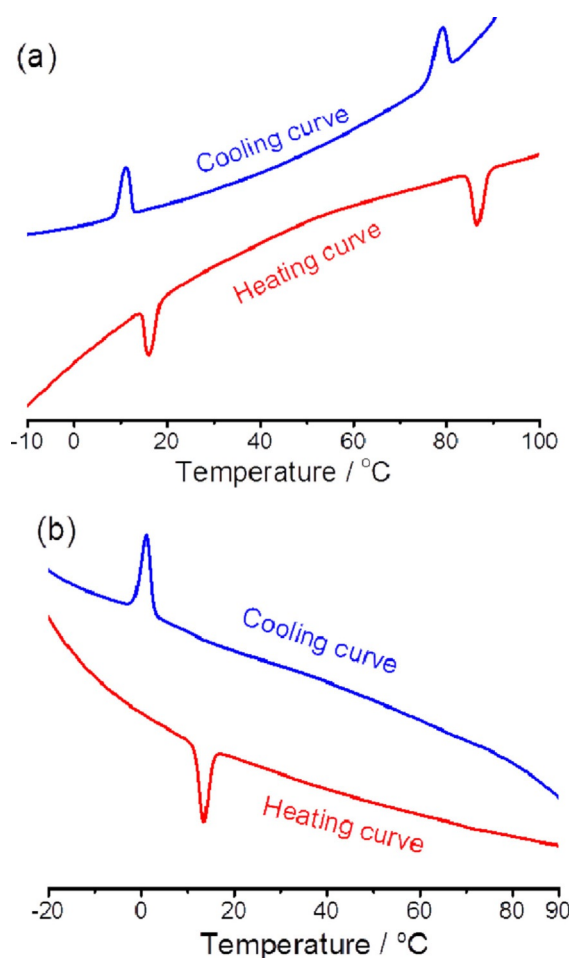 (a)
Cooling curve
Heating curve
-10 0 20 40 60 80 100
Temperature / °C
(b)
Cooling curve
Heating curve
-20 0 20 40 60 80 90
Temperature / °C